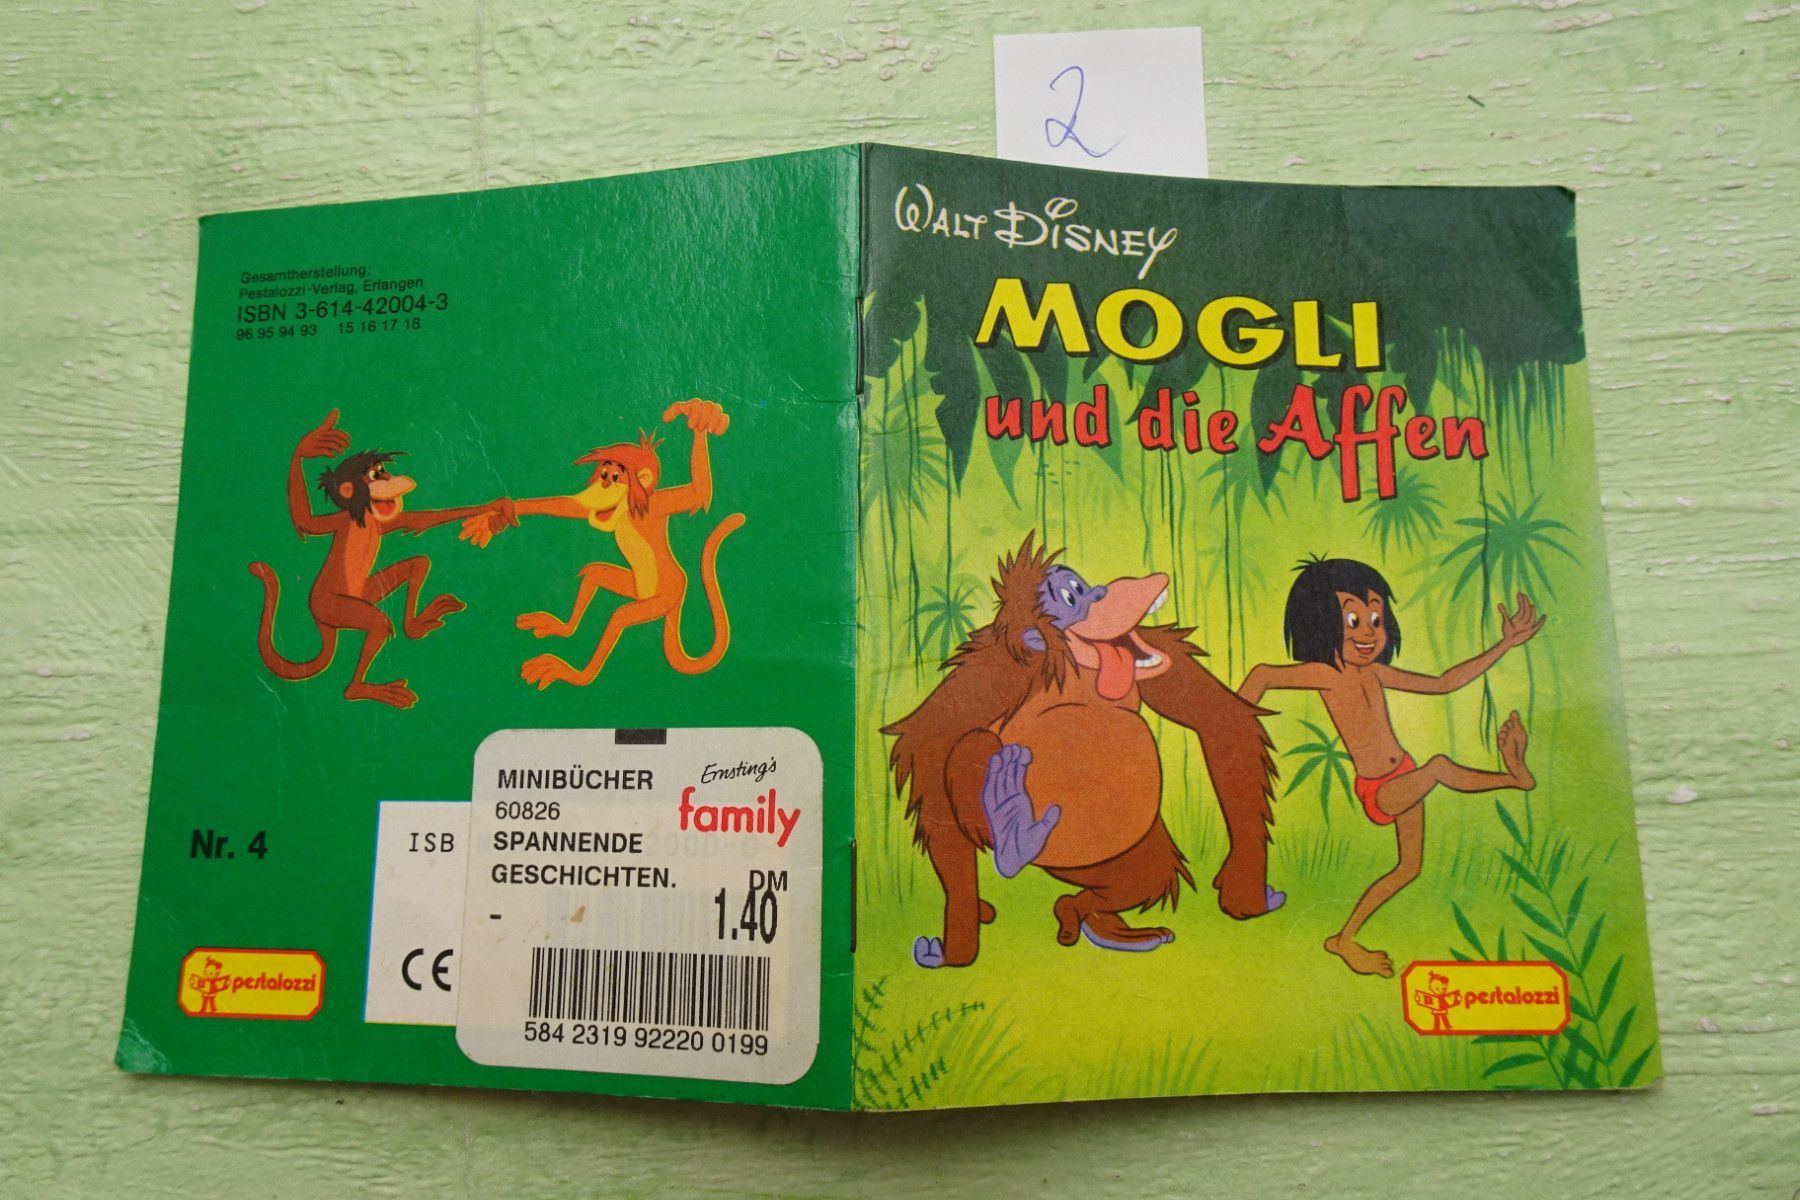 2
WALT DISNEY
MOGLI
und die Affen
pestalozzi
Gesamtherstellung:
Pestalozzi-Verlag, Erlangen
ISBN 3-614-42004-3
96 95 94 93 15 16 17 18
Nr. 4
pestalozzi
ISB
CE
MINIBÜCHER
Ernsting's
family
60826
SPANNENDE
GESCHICHTEN.
DM
- 1.40
584 2319 92220 0199